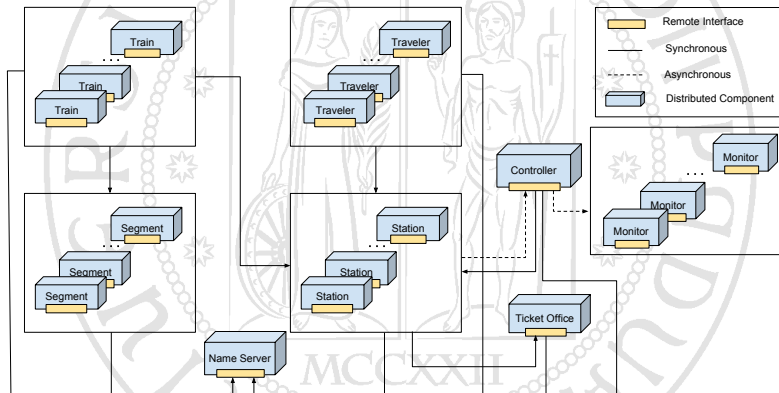 Train
...
Train
Train
Traveler
...
Traveler
Traveler
Remote Interface
Synchronous
Asynchronous
Distributed Component
Controller
Monitor
...
Monitor
Monitor
Segment
...
Segment
Segment
Station
...
Station
Station
Ticket Office
Name Server
MCCXXII